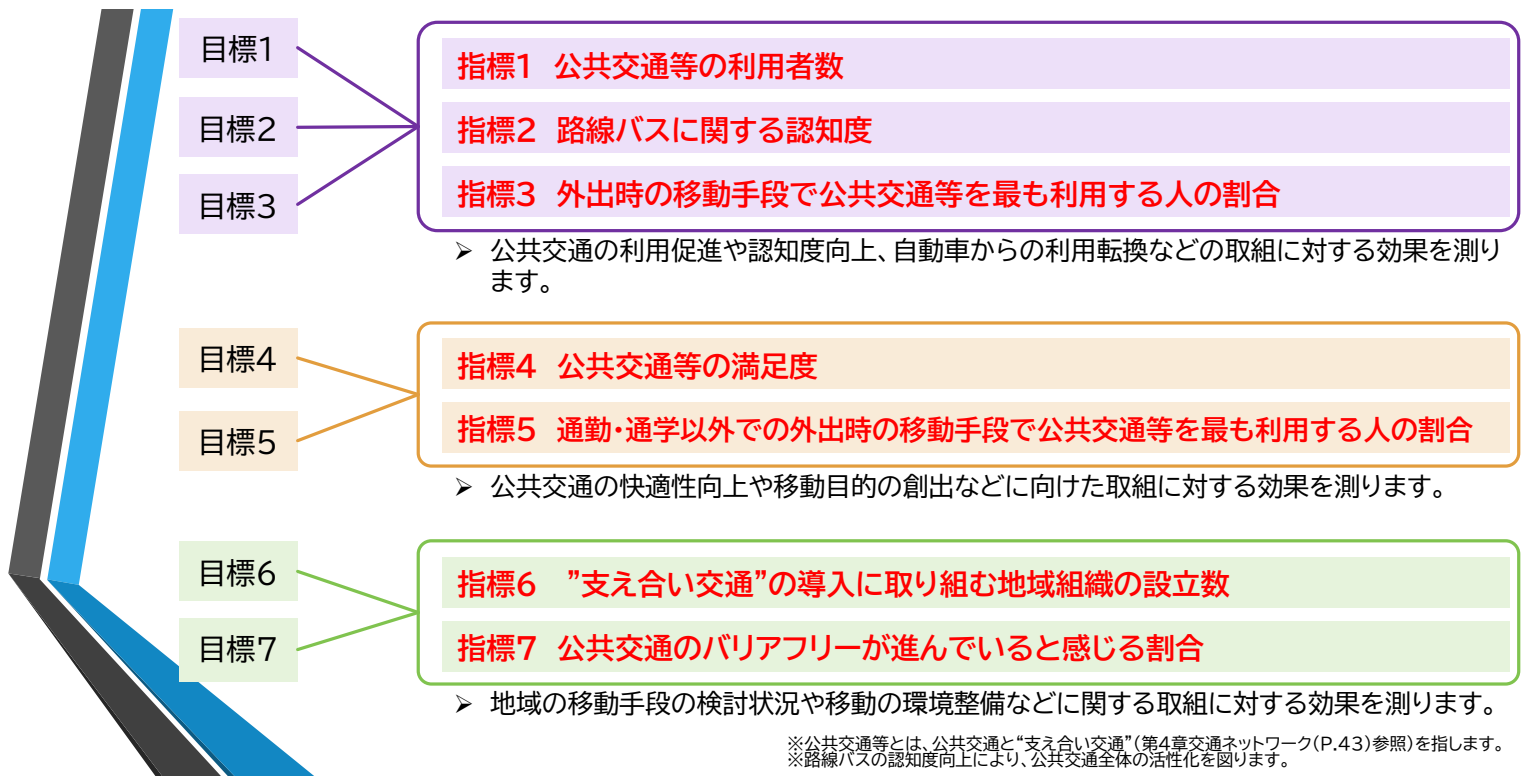 目標1
目標2
目標3
指標1 公共交通等の利用者数
指標2 路線バスに関する認知度
指標3 外出時の移動手段で公共交通等を最も利用する人の割合
➢ 公共交通の利用促進や認知度向上、自動車からの利用転換などの取組に対する効果を測り
ます。
目標4
目標5
指標4 公共交通等の満足度
指標5 通勤・通学以外での外出時の移動手段で公共交通等を最も利用する人の割合
➢ 公共交通の快適性向上や移動目的の創出などに向けた取組に対する効果を測ります。
目標6
目標7
指標6 ”支え合い交通”の導入に取り組む地域組織の設立数
指標7 公共交通のバリアフリーが進んでいると感じる割合
➢ 地域の移動手段の検討状況や移動の環境整備などに関する取組に対する効果を測ります。
※公共交通等とは、公共交通と“支え合い交通”(第4章交通ネットワーク(P.43)参照)を指します。
※路線バスの認知度向上により、公共交通全体の活性化を図ります。